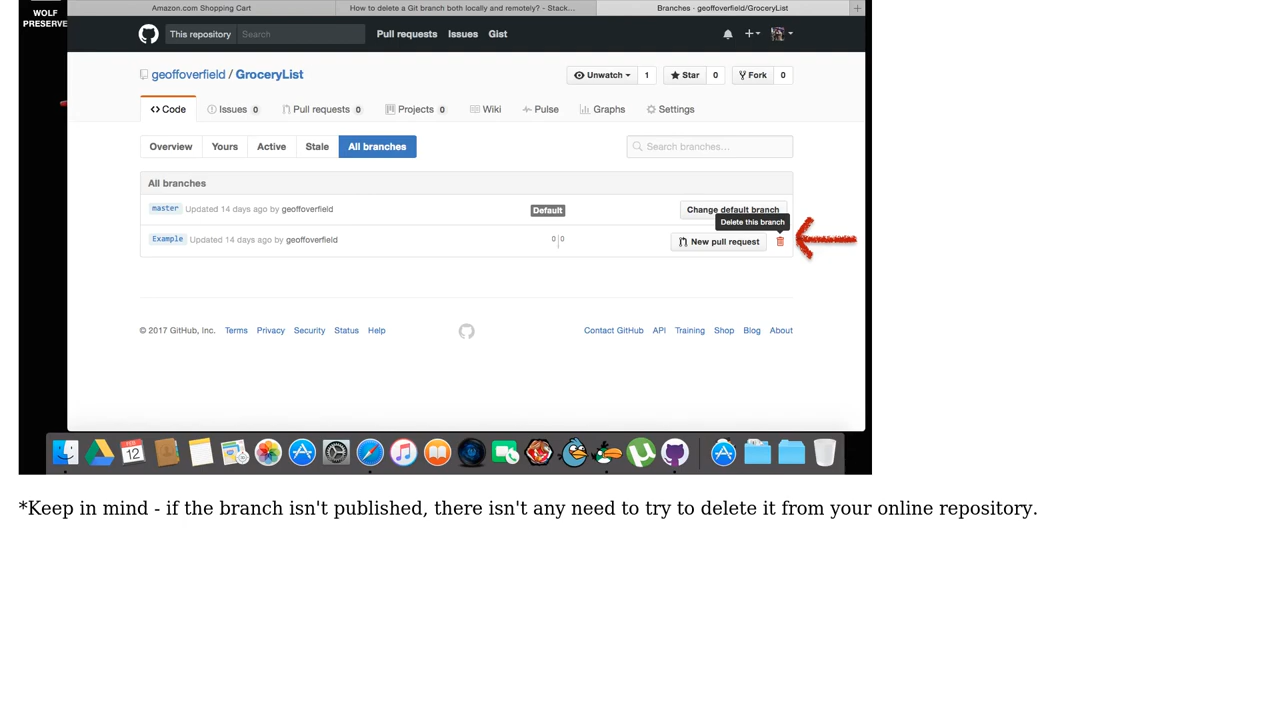 WOLF
PRESERVE
Amazon.com Shopping Cart
How to delete a Git branch both locally and remotely? - Stack...
Branches · geoffoverfield/GroceryList
This repository Search Pull requests Issues Gist
geoffoverfield / GroceryList
Unwatch 1 Star 0 Fork 0
Code Issues 0 Pull requests 0 Projects 0 Wiki Pulse Graphs Settings
Overview Yours Active Stale All branches Search branches...
All branches
master Updated 14 days ago by geoffoverfield Default Change default branch
Delete this branch
Example Updated 14 days ago by geoffoverfield 0 0 New pull request
© 2017 GitHub, Inc. Terms Privacy Security Status Help Contact GitHub API Training Shop Blog About
FEB
12
*Keep in mind - if the branch isn't published, there isn't any need to try to delete it from your online repository.